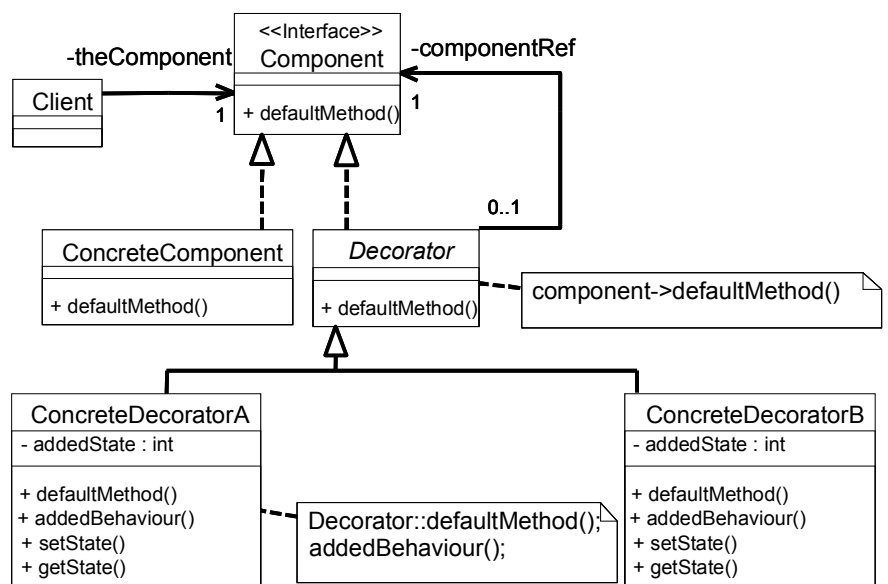 <<Interface>>
Component
-theComponent
-componentRef
Client
1
1
+ defaultMethod()
0..1
ConcreteComponent
+ defaultMethod()
Decorator
+ defaultMethod()
component->defaultMethod()
ConcreteDecoratorA
- addedState : int
+ defaultMethod()
+ addedBehaviour()
+ setState()
+ getState()
Decorator::defaultMethod();
addedBehaviour();
ConcreteDecoratorB
- addedState : int
+ defaultMethod()
+ addedBehaviour()
+ setState()
+ getState()